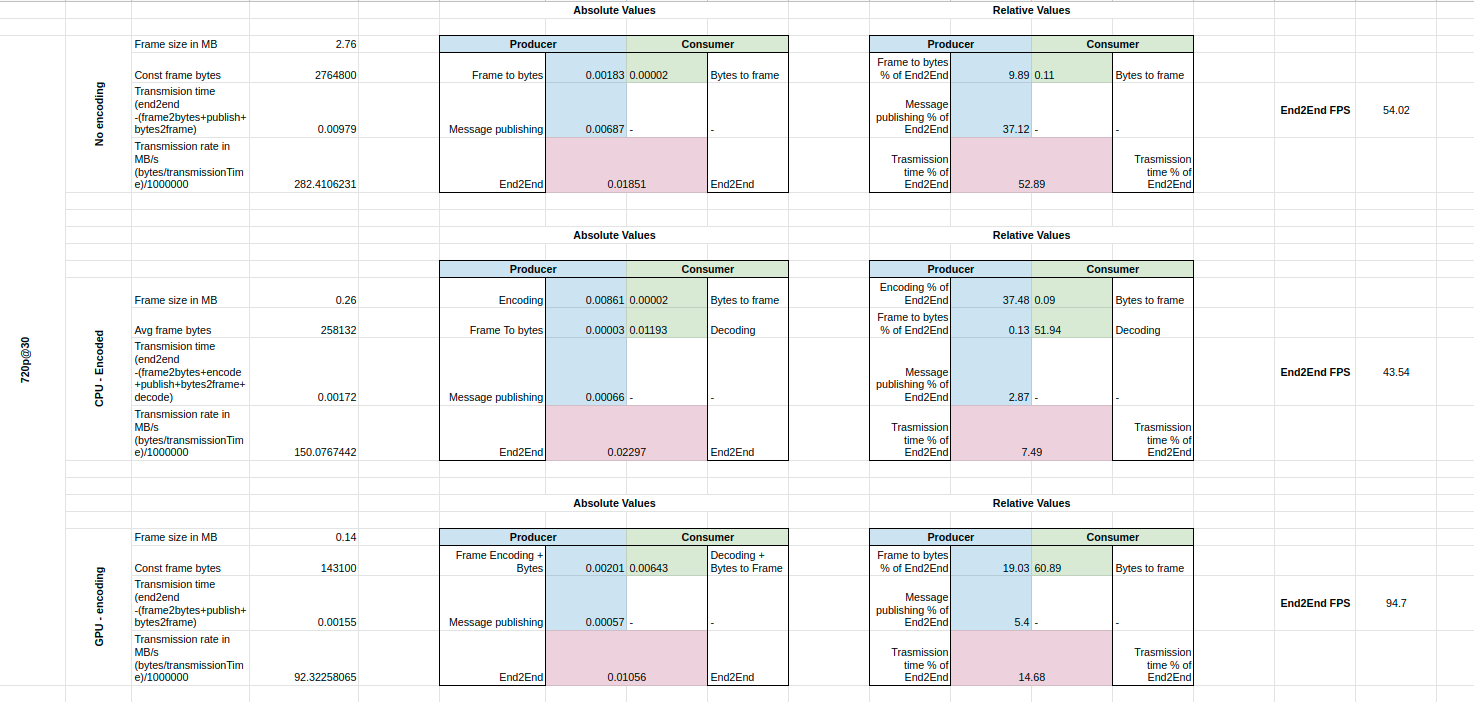 Absolute Values Relative Values
Frame size in MB 2.76 Producer Consumer Producer Consumer
Frame to bytes
Const frame bytes 2764800 Frame to bytes 0.00183 0.00002 Bytes to frame % of End2End 9.89 0.11 Bytes to frame
Transmision time
(end2end
-(frame2bytes+publish+
bytes2frame) 0.00979 Message publishing 0.00687 - -
Message
publishing % of
End2End 37.12 - -
End2End FPS 54.02
No encoding
Transmission rate in
MB/s
(bytes/transmissionTim
e)/1000000 282.4106231 End2End 0.01851 End2End
Trasmission
time % of
End2End 52.89
Trasmission
time % of
End2End
Absolute Values Relative Values
Producer Consumer Producer Consumer
Frame size in MB 0.26 Encoding 0.00861 0.00002 Bytes to frame
Encoding % of
End2End 37.48 0.09 Bytes to frame
Avg frame bytes 258132 Frame To bytes 0.00003 0.01193 Decoding
Frame to bytes
% of End2End 0.13 51.94 Decoding
720p@30
CPU - Encoded
Transmision time
(end2end
-(frame2bytes+encode
+publish+bytes2frame+
decode) 0.00172 Message publishing 0.00066 - -
Message
publishing % of
End2End 2.87 - -
End2End FPS 43.54
Transmission rate in
MB/s
(bytes/transmissionTim
e)/1000000 150.0767442 End2End 0.02297 End2End
Trasmission
time % of
End2End 7.49
Trasmission
time % of
End2End
Absolute Values Relative Values
Frame size in MB 0.14 Producer Consumer Producer Consumer
Const frame bytes 143100
Frame Encoding +
Bytes 0.00201 0.00643
Decoding +
Bytes to Frame
Frame to bytes
% of End2End 19.03 60.89 Bytes to frame
GPU - encoding
Transmision time
(end2end
-(frame2bytes+publish+
bytes2frame) 0.00155 Message publishing 0.00057 - -
Message
publishing % of
End2End 5.4 - -
End2End FPS 94.7
Transmission rate in
MB/s
(bytes/transmissionTim
e)/1000000 92.32258065 End2End 0.01056 End2End
Trasmission
time % of
End2End 14.68
Trasmission
time % of
End2End